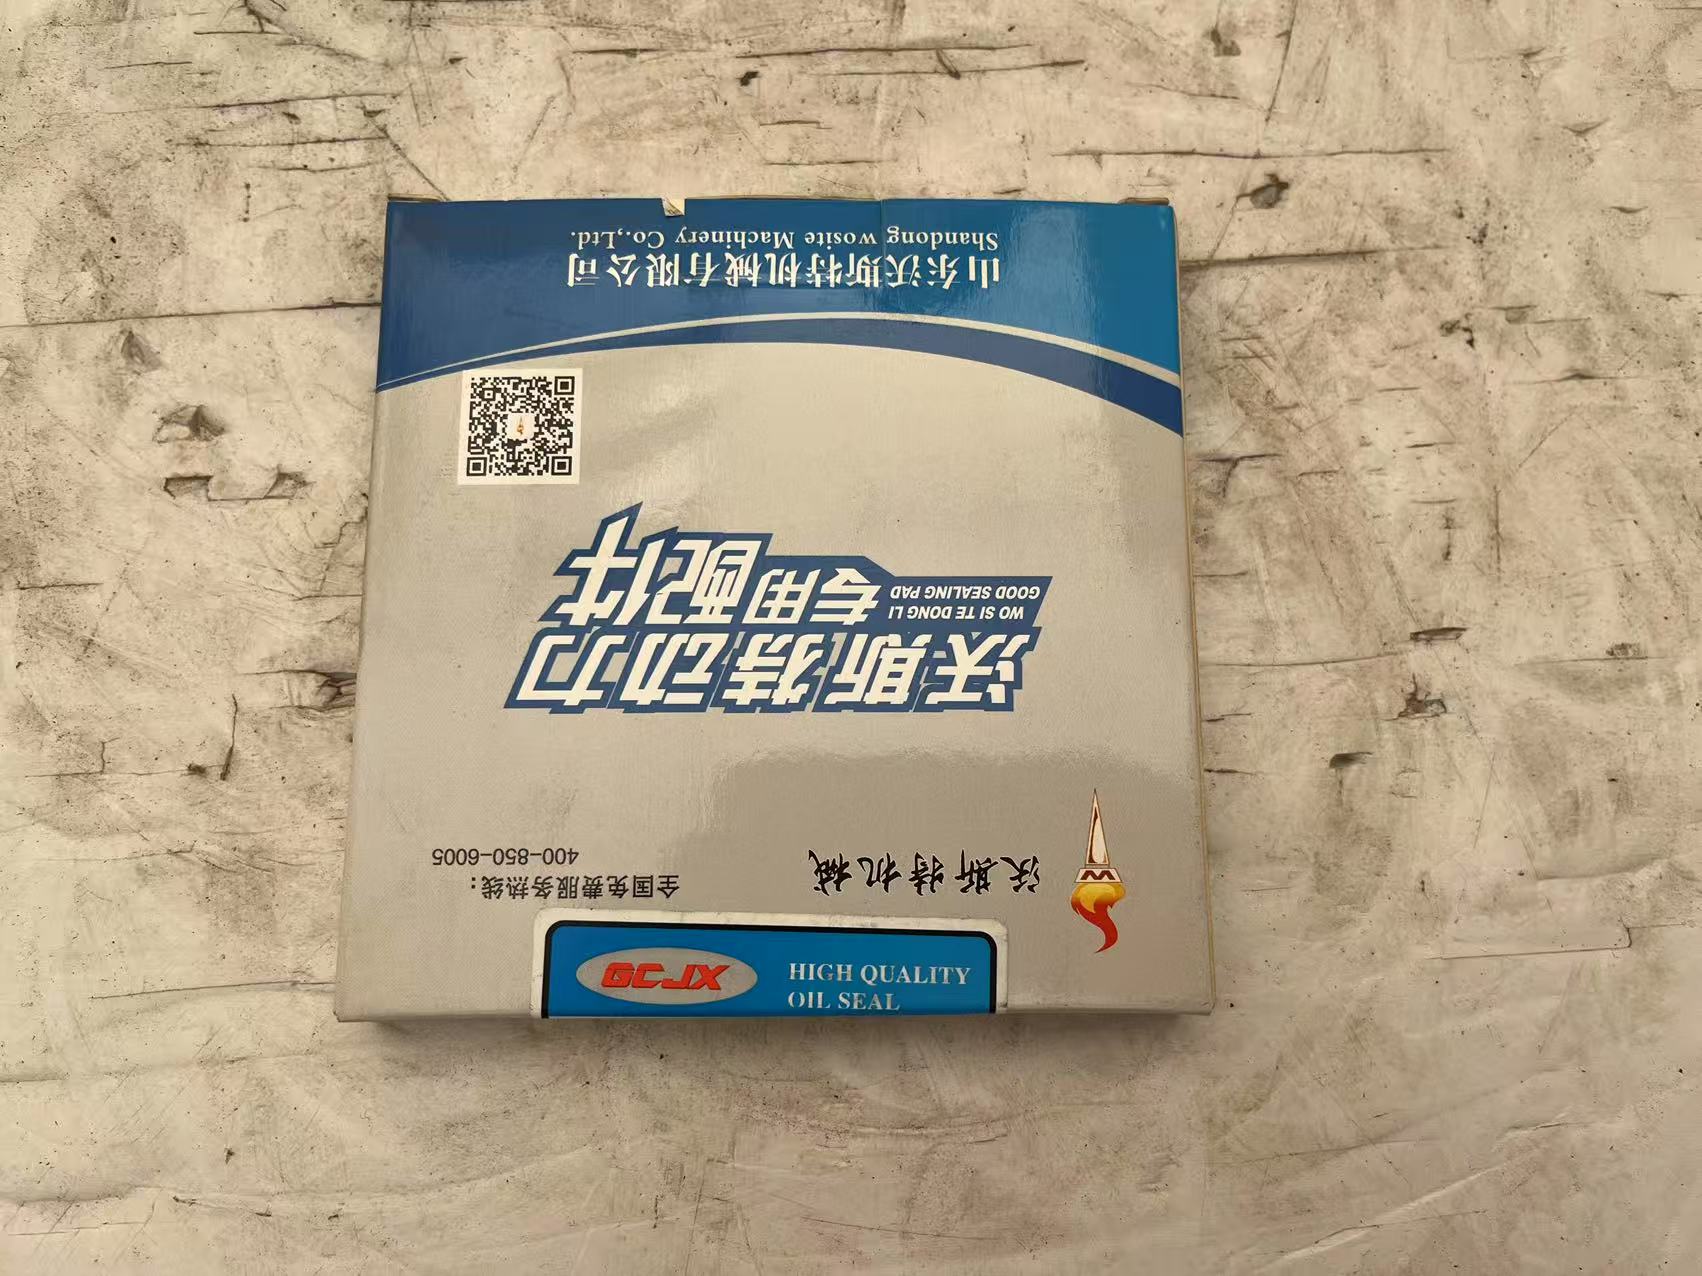 沃斯特机械
全国免费服务热线：
400-850-6005
沃斯特动力
专用配件
WO SI TE DONG LI
GOOD SEALING PAD
山东沃斯特机械有限公司
Shandong Wosite Machinery Co.,Ltd.
W
GCJX
HIGH QUALITY
OIL SEAL